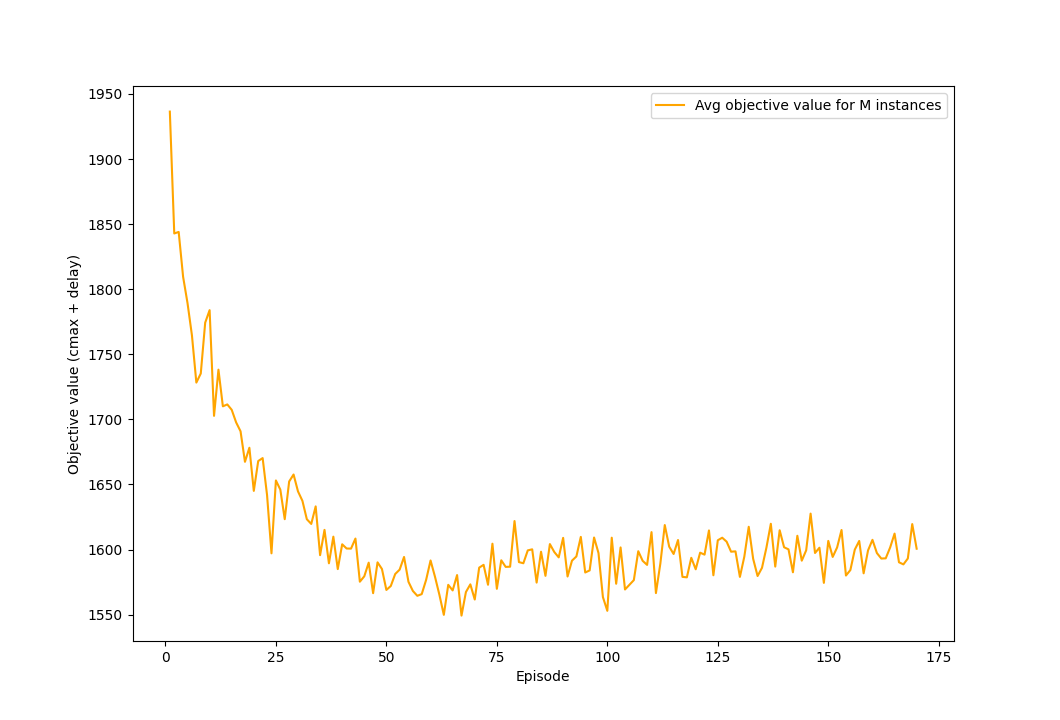 Avg objective value for M instances
Objective value (cmax + delay)
1950
1900
1850
1800
1750
1700
1650
1600
1550
0 25 50 75 100 125 150 175
Episode